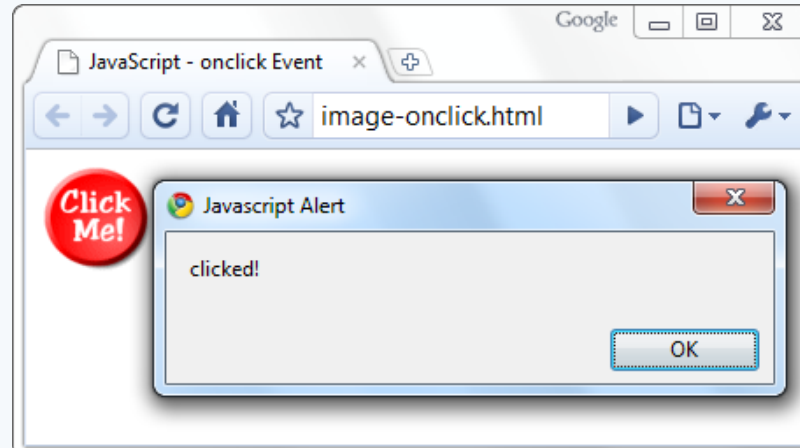 Google
JavaScript - onclick Event
image-onclick.html
Click
Me!
Javascript Alert
clicked!
OK